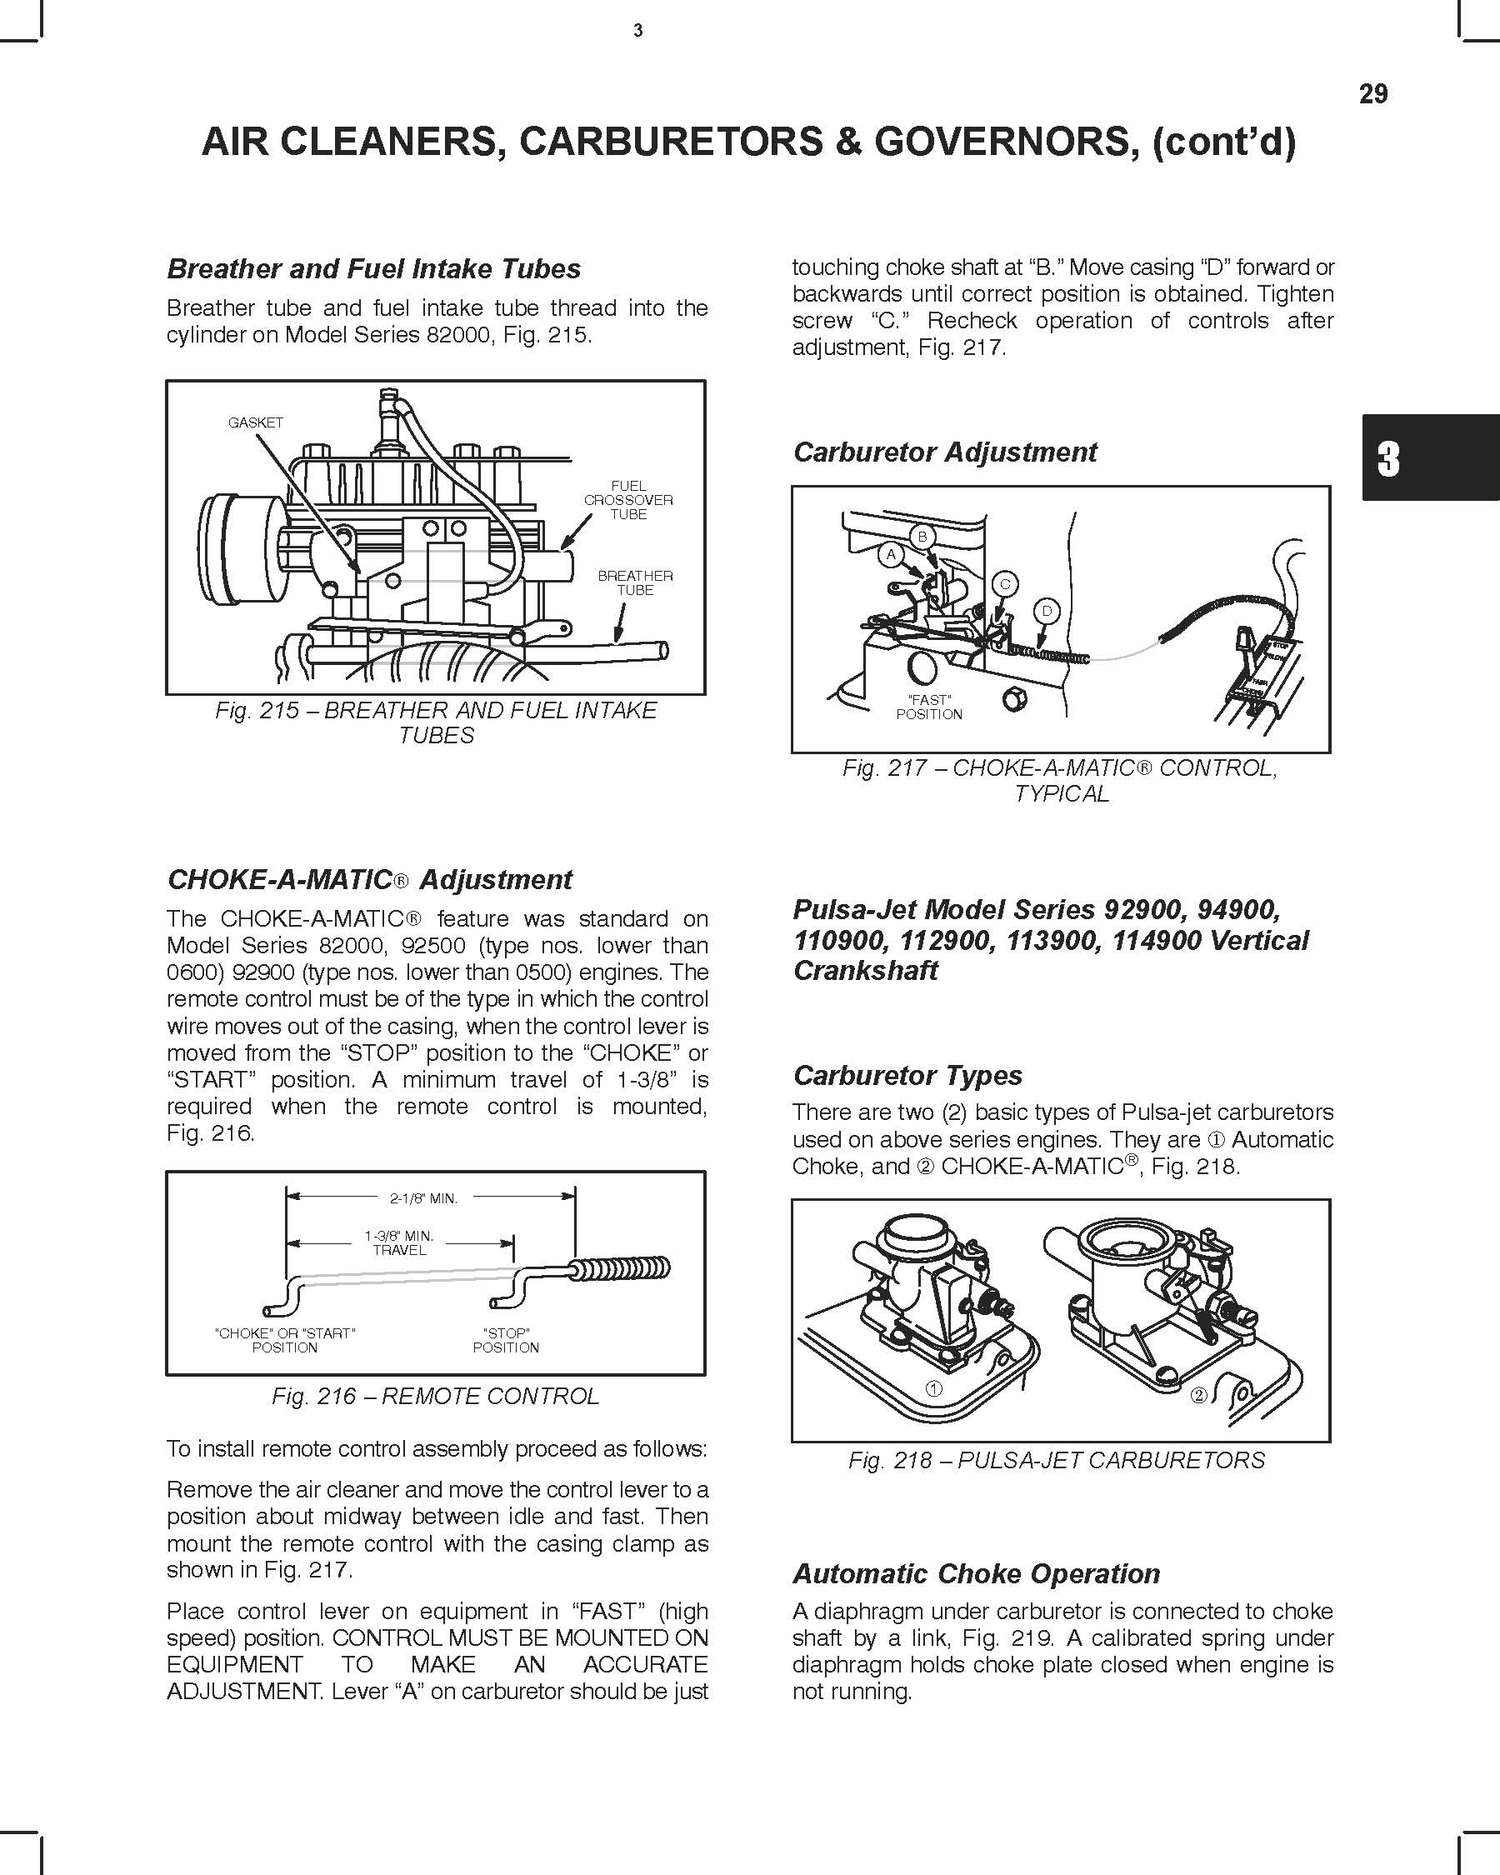 3
29
AIR CLEANERS, CARBURETORS & GOVERNORS, (cont’d)
Breather and Fuel Intake Tubes
Breather tube and fuel intake tube thread into the
cylinder on Model Series 82000, Fig. 215.
GASKET
FUEL
CROSSOVER
TUBE
BREATHER
TUBE
Fig. 215 – BREATHER AND FUEL INTAKE
TUBES
CHOKE-A-MATIC® Adjustment
The CHOKE-A-MATIC® feature was standard on
Model Series 82000, 92500 (type nos. lower than
0600) 92900 (type nos. lower than 0500) engines. The
remote control must be of the type in which the control
wire moves out of the casing, when the control lever is
moved from the “STOP” position to the “CHOKE” or
“START” position. A minimum travel of 1-3/8” is
required when the remote control is mounted,
Fig. 216.
2-1/8" MIN.
1-3/8" MIN.
TRAVEL
"CHOKE" OR "START"
POSITION
"STOP"
POSITION
Fig. 216 – REMOTE CONTROL
To install remote control assembly proceed as follows:
Remove the air cleaner and move the control lever to a
position about midway between idle and fast. Then
mount the remote control with the casing clamp as
shown in Fig. 217.
Place control lever on equipment in “FAST” (high
speed) position. CONTROL MUST BE MOUNTED ON
EQUIPMENT TO MAKE AN ACCURATE
ADJUSTMENT. Lever “A” on carburetor should be just
touching choke shaft at “B.” Move casing “D” forward or
backwards until correct position is obtained. Tighten
screw “C.” Recheck operation of controls after
adjustment, Fig. 217.
Carburetor Adjustment
B
A
C
D
STOP
SLOW
FAST
CHOKE
"FAST"
POSITION
Fig. 217 – CHOKE-A-MATIC® CONTROL,
TYPICAL
3
Pulsa-Jet Model Series 92900, 94900,
110900, 112900, 113900, 114900 Vertical
Crankshaft
Carburetor Types
There are two (2) basic types of Pulsa-jet carburetors
used on above series engines. They are ① Automatic
Choke, and ② CHOKE-A-MATIC®, Fig. 218.
①
②
Fig. 218 – PULSA-JET CARBURETORS
Automatic Choke Operation
A diaphragm under carburetor is connected to choke
shaft by a link, Fig. 219. A calibrated spring under
diaphragm holds choke plate closed when engine is
not running.